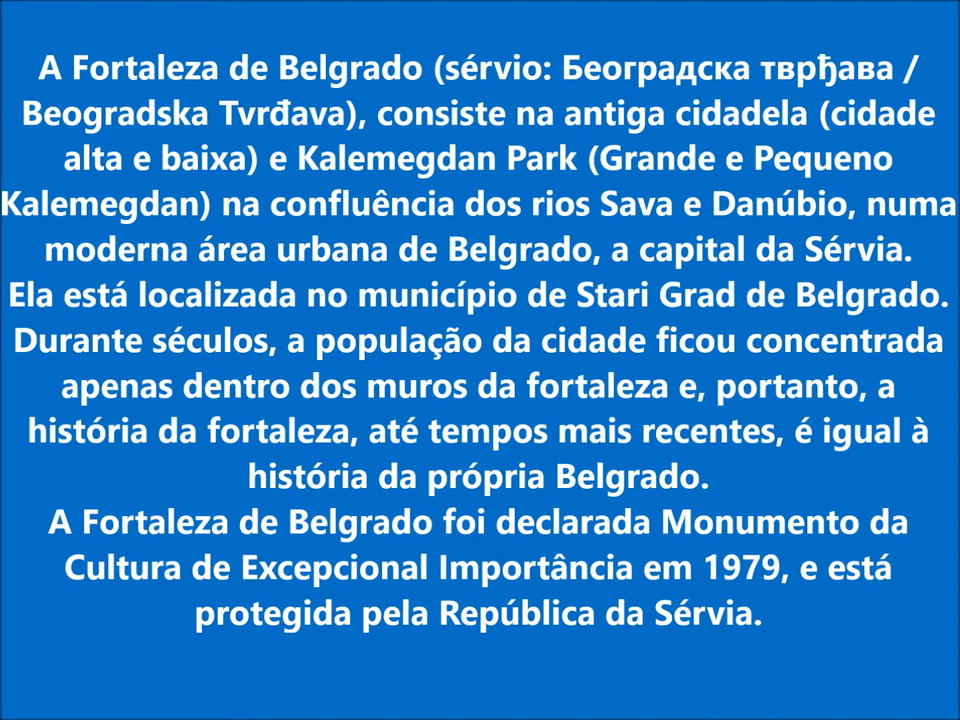 A Fortaleza de Belgrado (sérvio: Београдска тврђава /
Beogradska Tvrđava), consiste na antiga cidadela (cidade
alta e baixa) e Kalemegdan Park (Grande e Pequeno
Kalemegdan) na confluência dos rios Sava e Danúbio, numa
moderna área urbana de Belgrado, a capital da Sérvia.
Ela está localizada no município de Stari Grad de Belgrado.
Durante séculos, a população da cidade ficou concentrada
apenas dentro dos muros da fortaleza e, portanto, a
história da fortaleza, até tempos mais recentes, é igual à
história da própria Belgrado.
A Fortaleza de Belgrado foi declarada Monumento da
Cultura de Excepcional Importância em 1979, e está
protegida pela República da Sérvia.